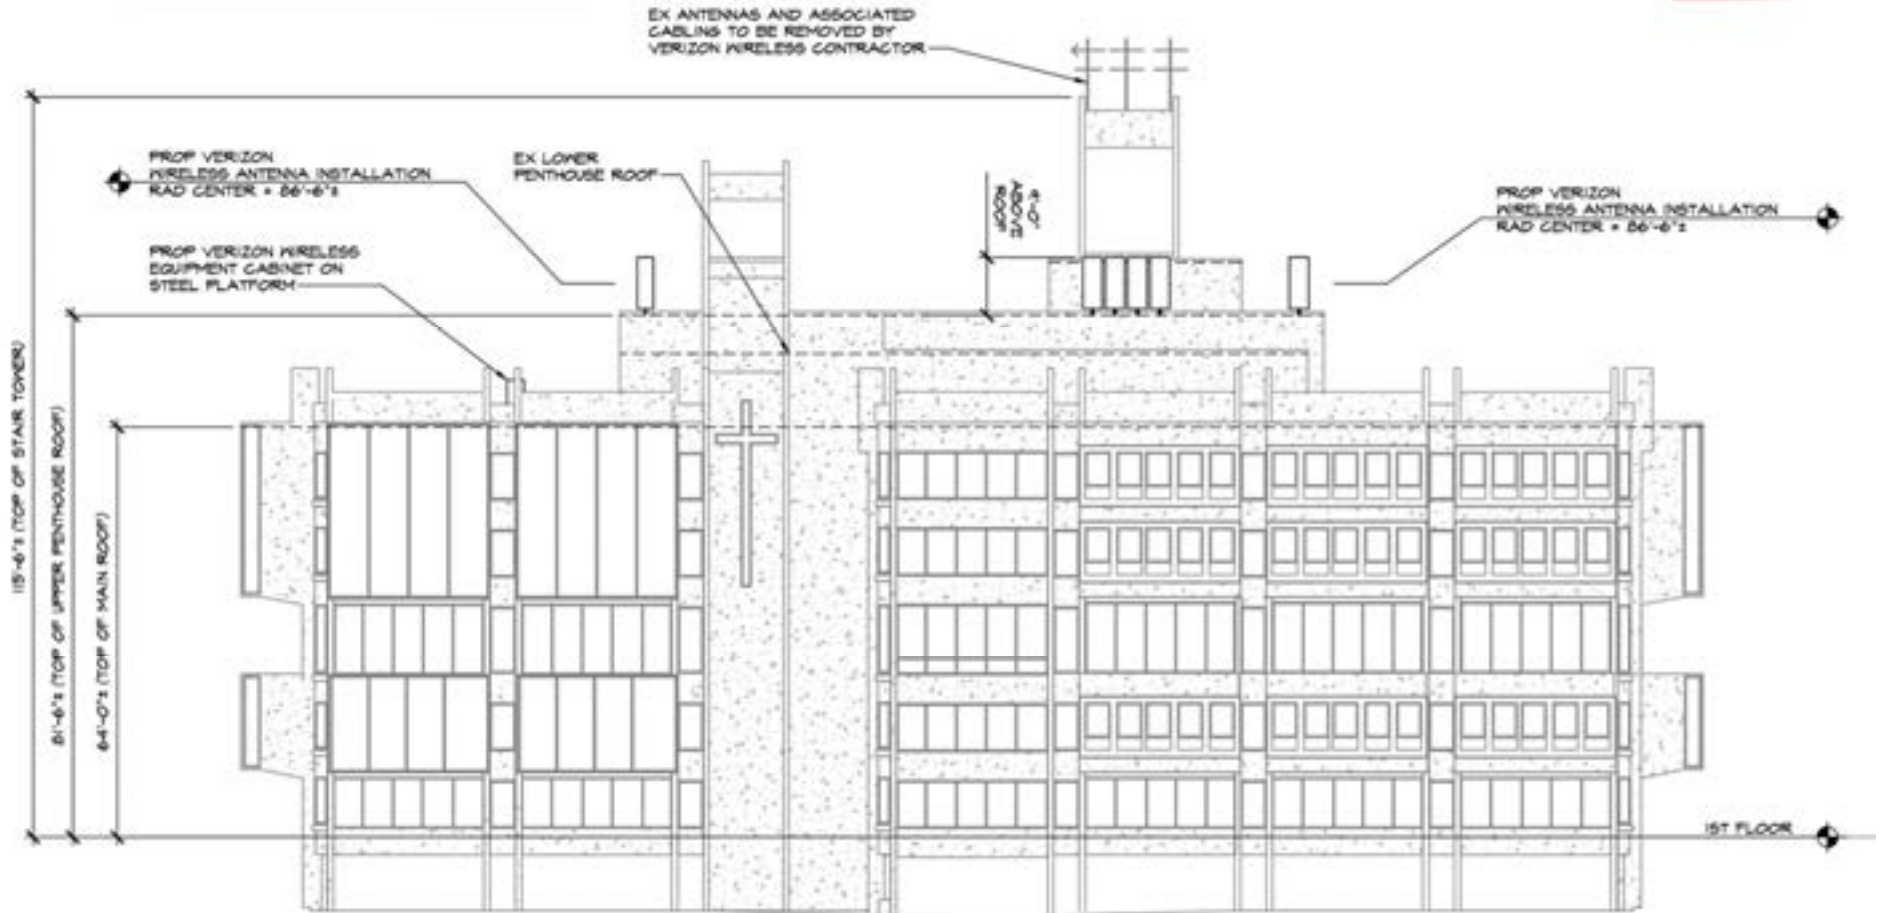 EX ANTENNAS AND ASSOCIATED
CABLING TO BE REMOVED BY
VERIZON WIRELESS CONTRACTOR
PROP VERIZON
WIRELESS ANTENNA INSTALLATION
RAD CENTER = 86'-6"±
EX LOWER
PENTHOUSE ROOF
9'-0"
ABOVE
ROOF
PROP VERIZON
WIRELESS ANTENNA INSTALLATION
RAD CENTER = 86'-6"±
PROP VERIZON WIRELESS
EQUIPMENT CABINET ON
STEEL PLATFORM
115'-6"± (TOP OF STAIR TOWER)
81'-6"± (TOP OF UPPER PENTHOUSE ROOF)
64'-0"± (TOP OF MAIN ROOF)
1ST FLOOR